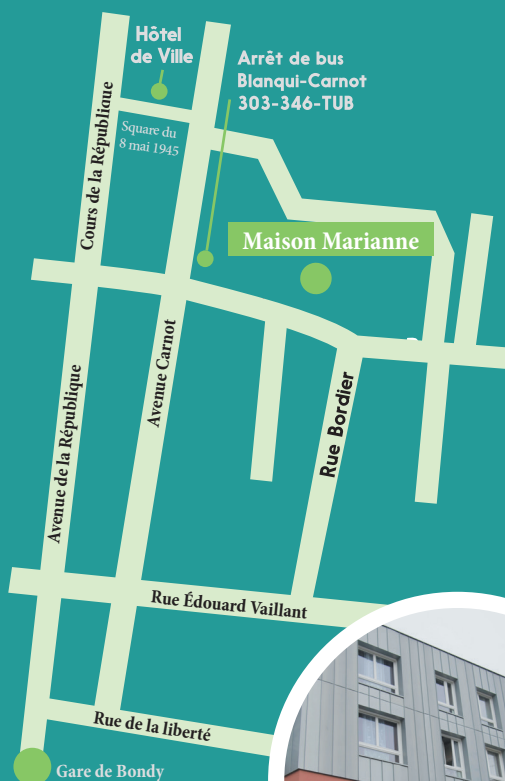 Hôtel
de Ville
Arrêt de bus
Blanqui-Carnot
303-346-TUB
Square du
8 mai 1945
Cours de la République
Maison Marianne
Avenue Carnot
Avenue de la République
Rue Bordier
Rue Édouard Vaillant
Rue de la liberté
Gare de Bondy